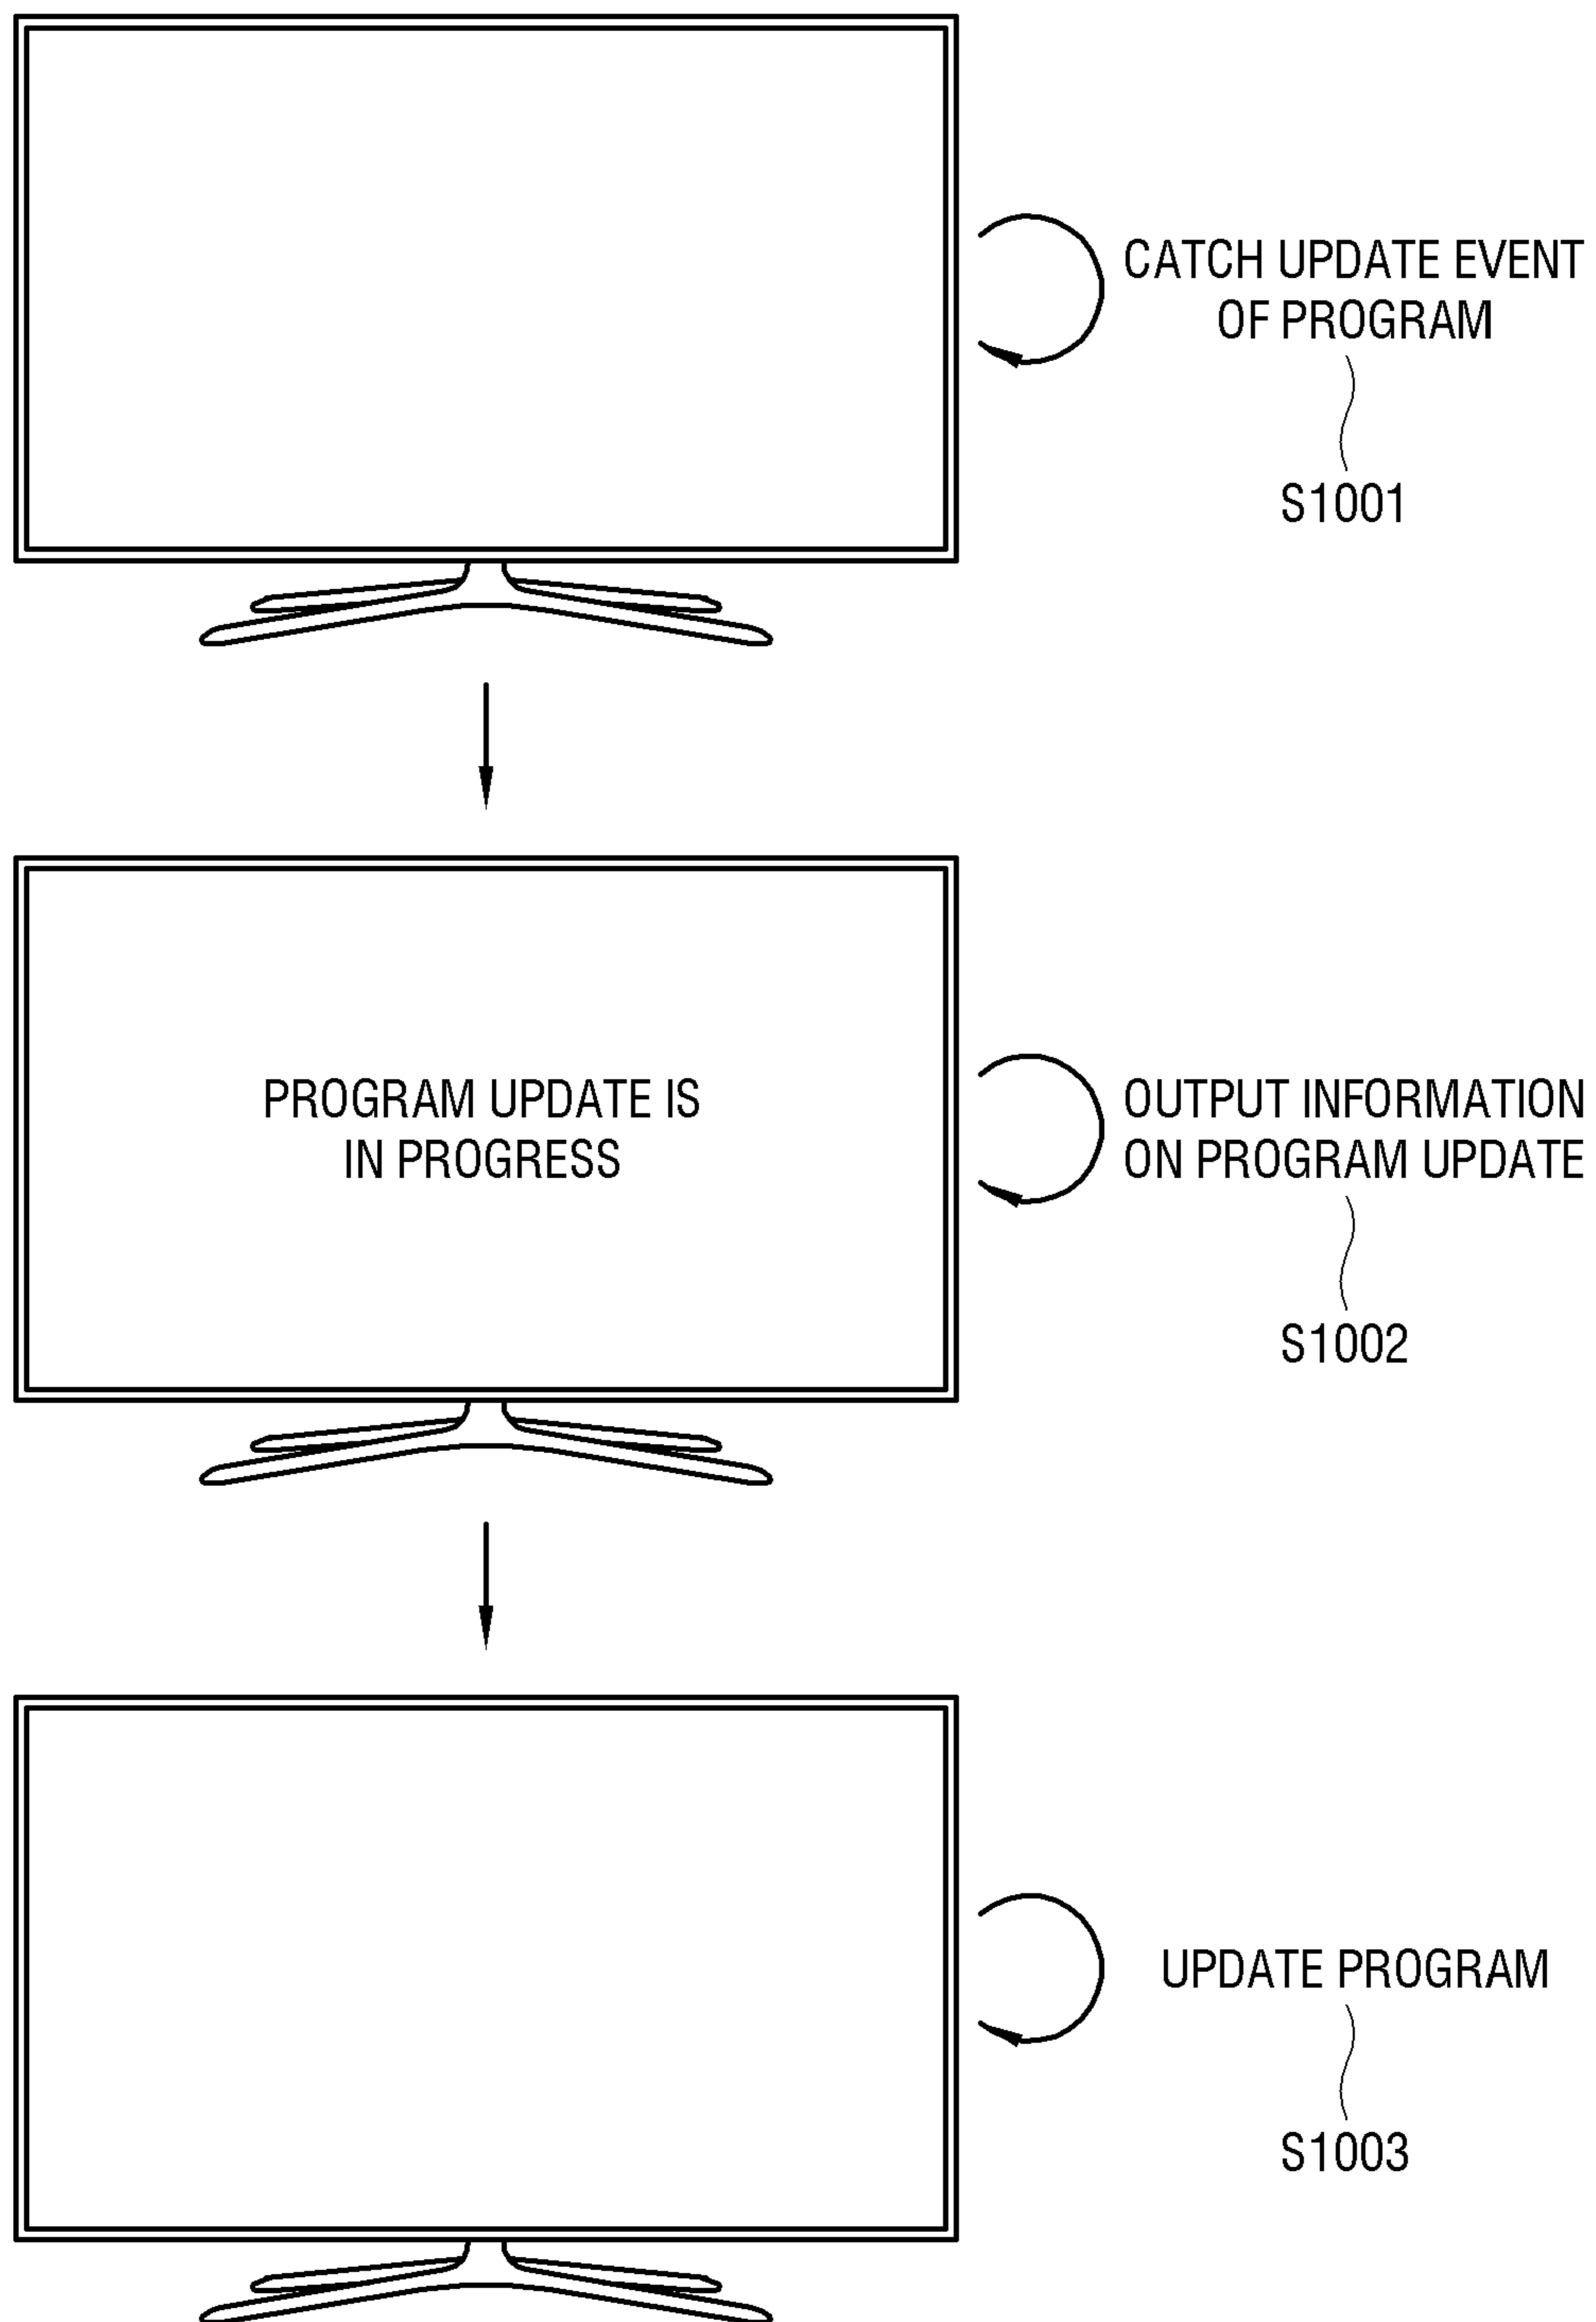 CATCH UPDATE EVENT
OF PROGRAM
S1001
PROGRAM UPDATE IS
IN PROGRESS
OUTPUT INFORMATION
ON PROGRAM UPDATE
S1002
UPDATE PROGRAM
S1003